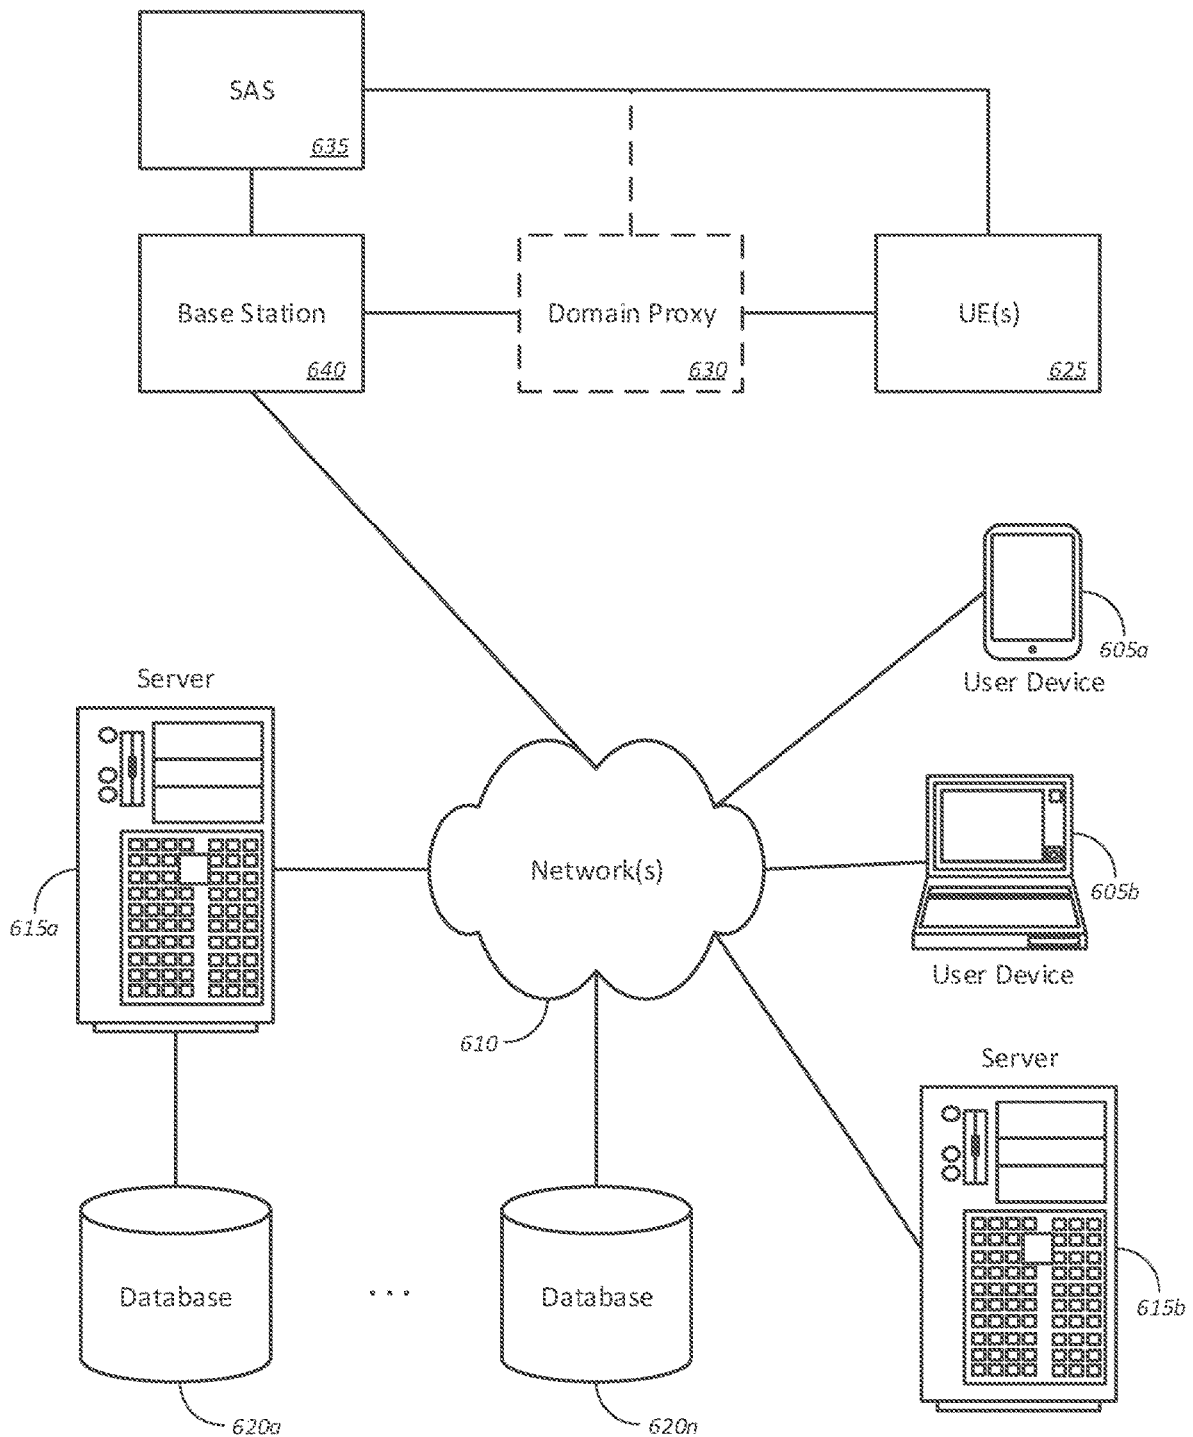 SAS
635
Base Station
640
Domain Proxy
630
UE(s)
625
605a
User Device
Server
615a
Network(s)
610
605b
User Device
Server
615b
Database
620a
...
Database
620n